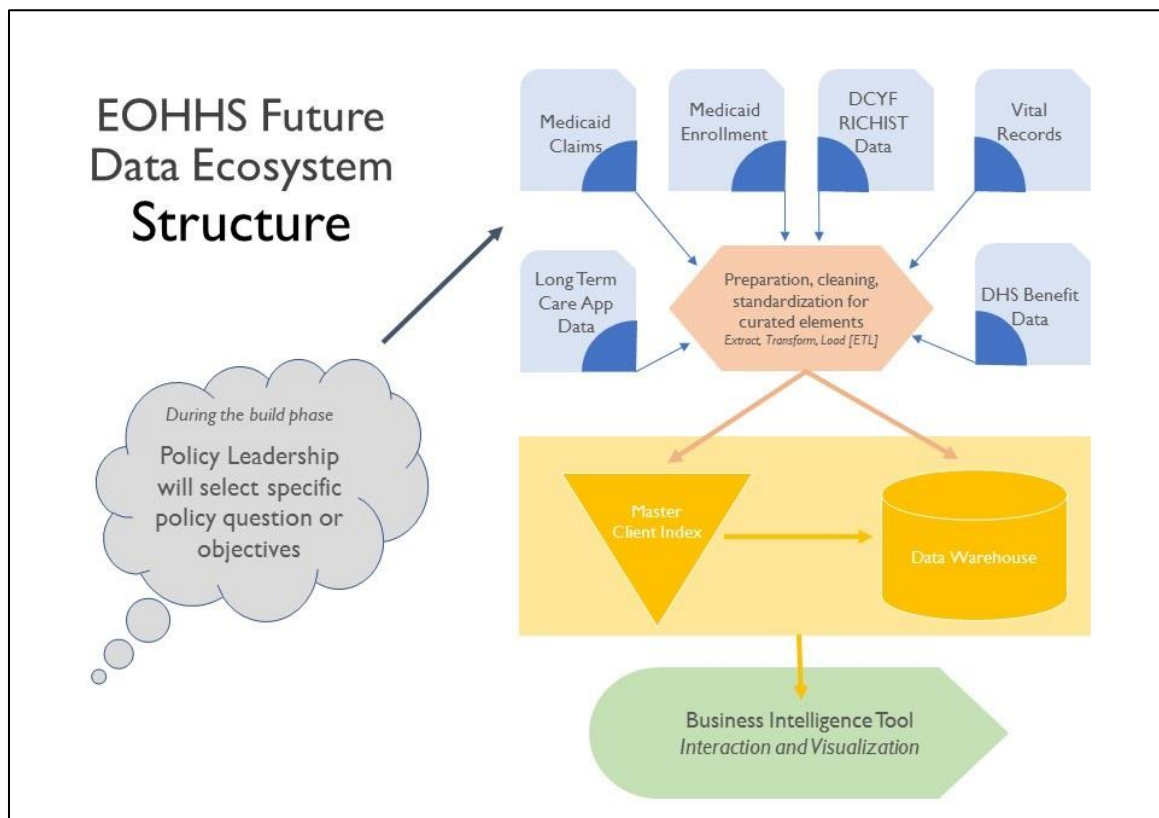 EOHHS Future
Data Ecosystem
Structure
Medicaid
Claims
Medicaid
Enrollment
DCYF
RICHIST
Data
Vital
Records
Long Term
Care App
Data
Preparation, cleaning,
standardization for
curated elements
Extract, Transform, Load [ETL]
DHS Benefit
Data
During the build phase
Policy Leadership
will select specific
policy question or
objectives
Master
Client Index
Data Warehouse
Business Intelligence Tool
Interaction and Visualization